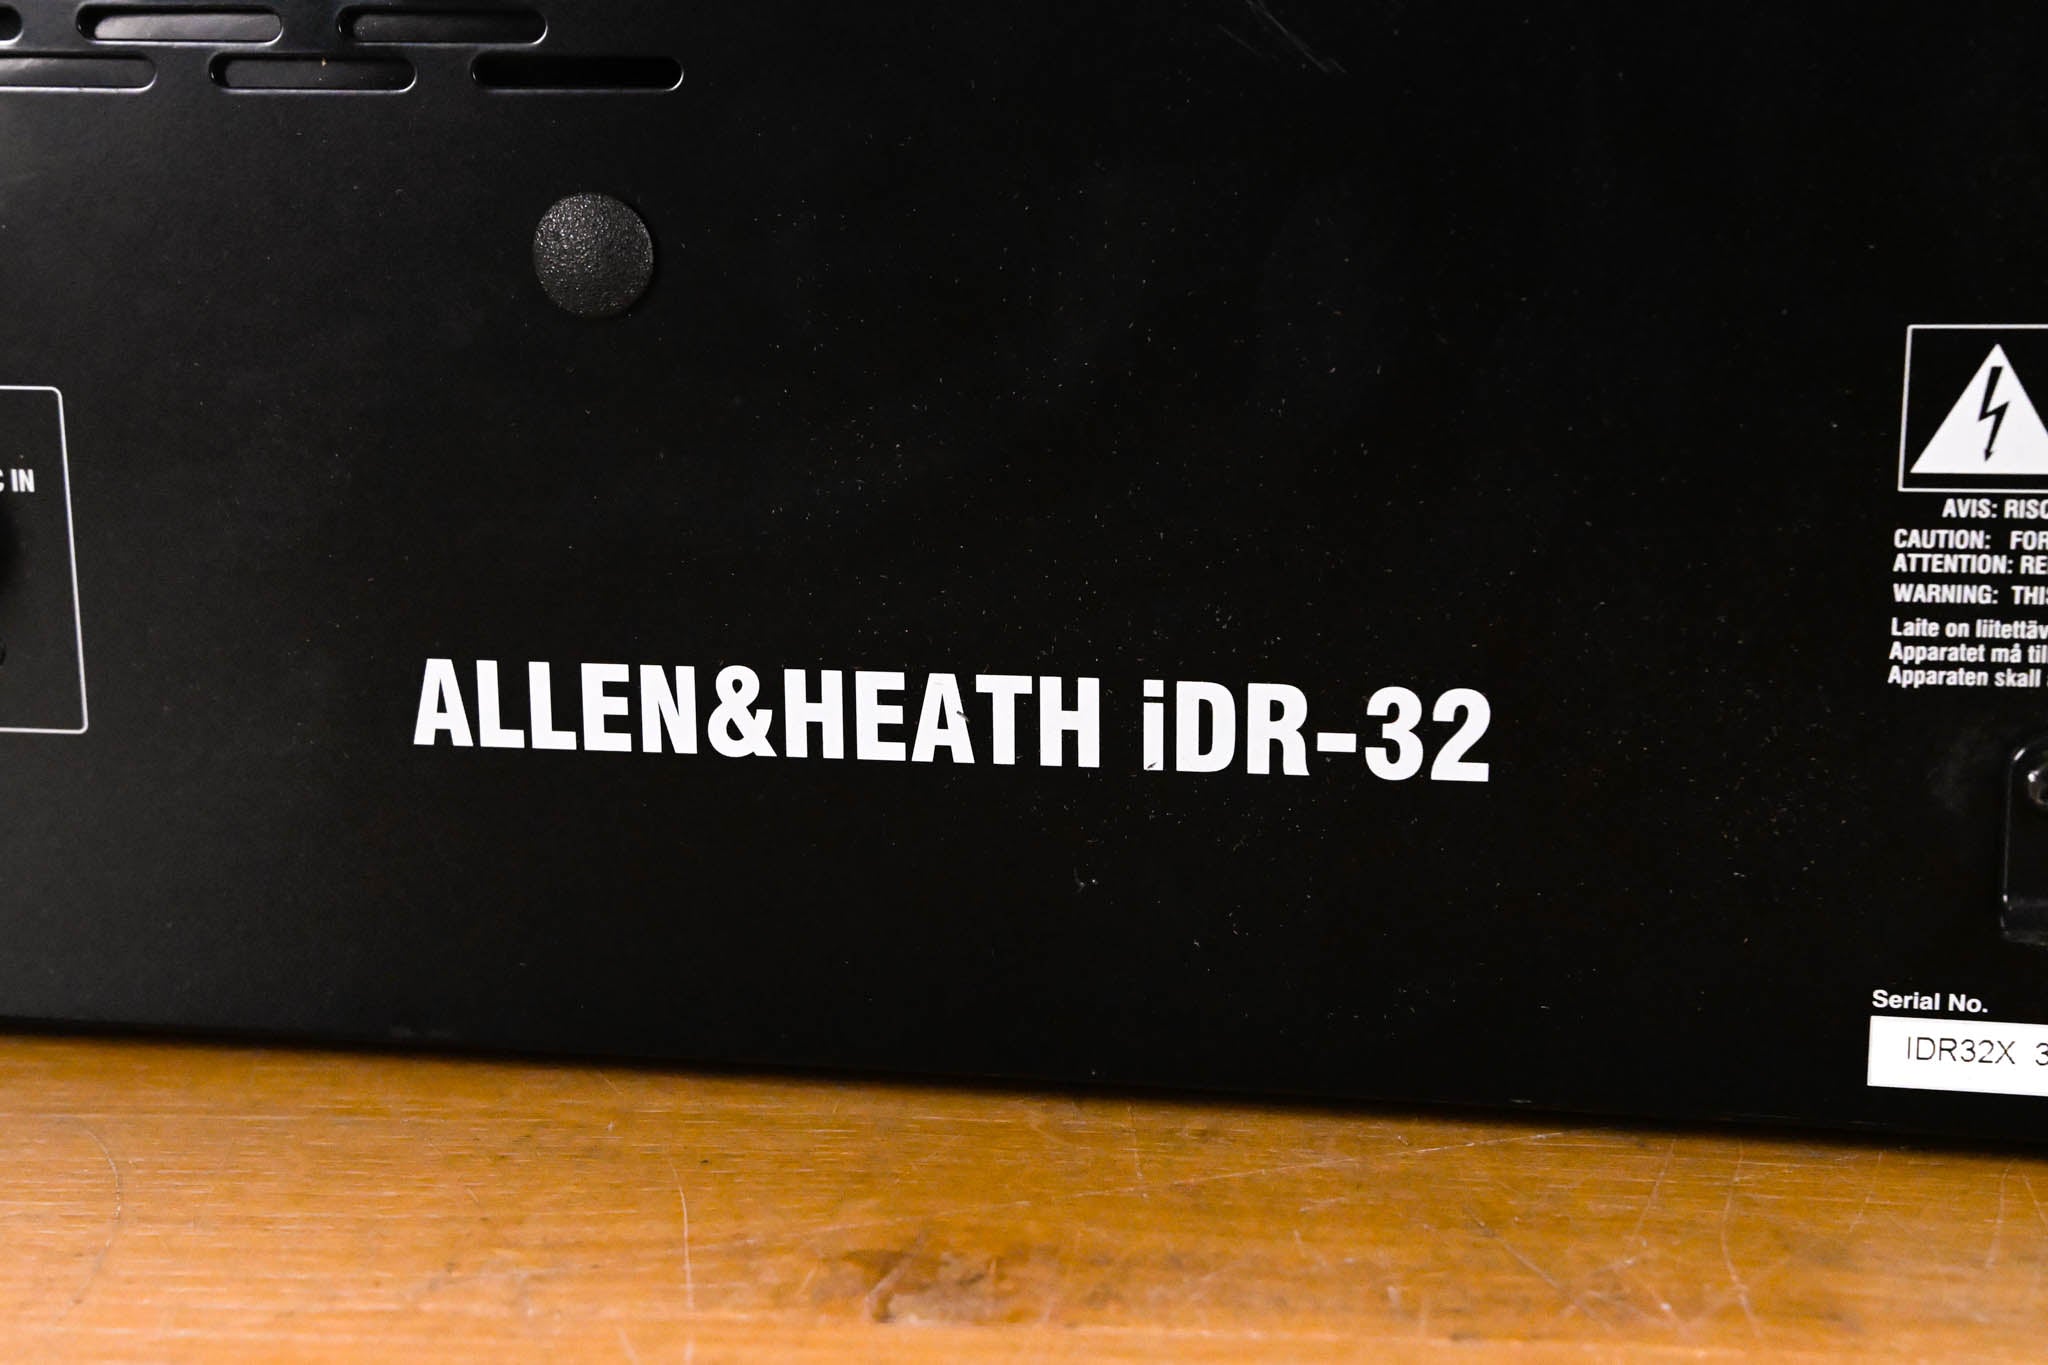 C IN
ALLEN&HEATH iDR-32
AVIS: RISC
CAUTION: FOR
ATTENTION: RE
WARNING: THIS
Laite on liitettäv
Apparatet må til
Apparaten skall
Serial No.
IDR32X 3